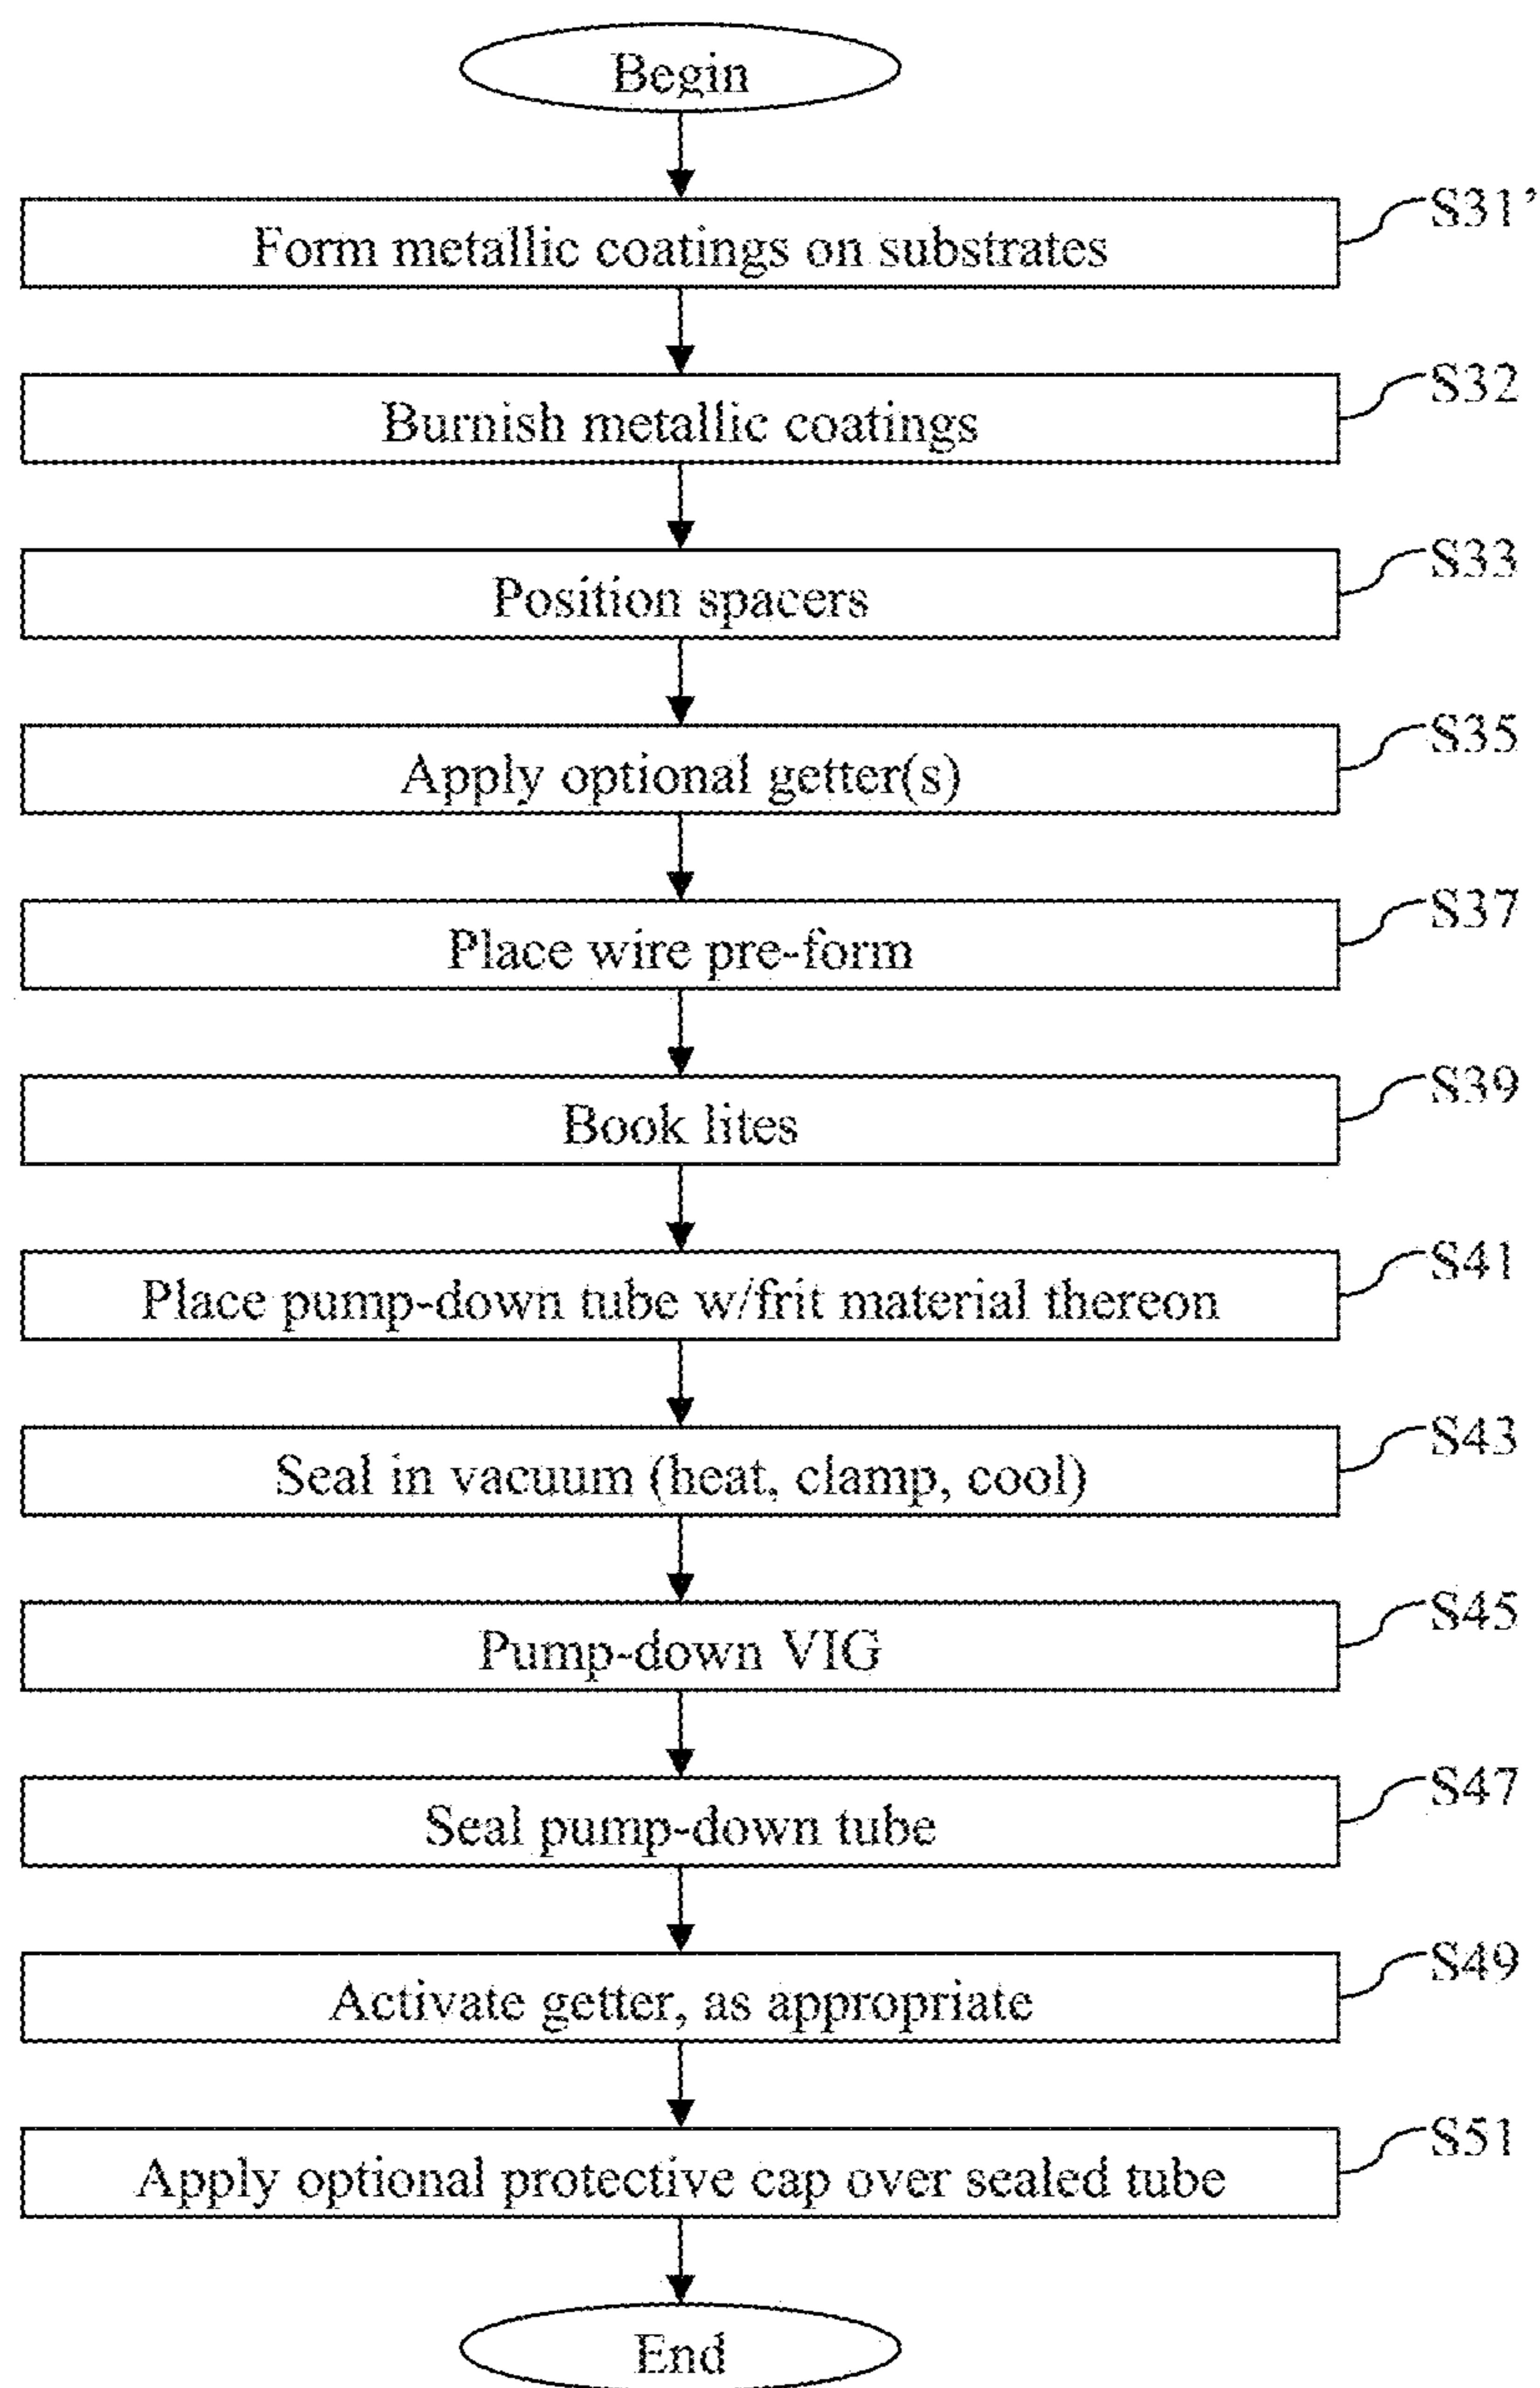 Begin
Form metallic coatings on substrates
S31’
Burnish metallic coatings
S32
Position spacers
S33
Apply optional getter(s)
S35
Place wire pre-form
S37
Book lites
S39
Place pump-down tube w/frit material thereon
S41
Seal in vacuum (heat, clamp, cool)
S43
Pump-down VIG
S45
Seal pump-down tube
S47
Activate getter, as appropriate
S49
Apply optional protective cap over sealed tube
S51
End